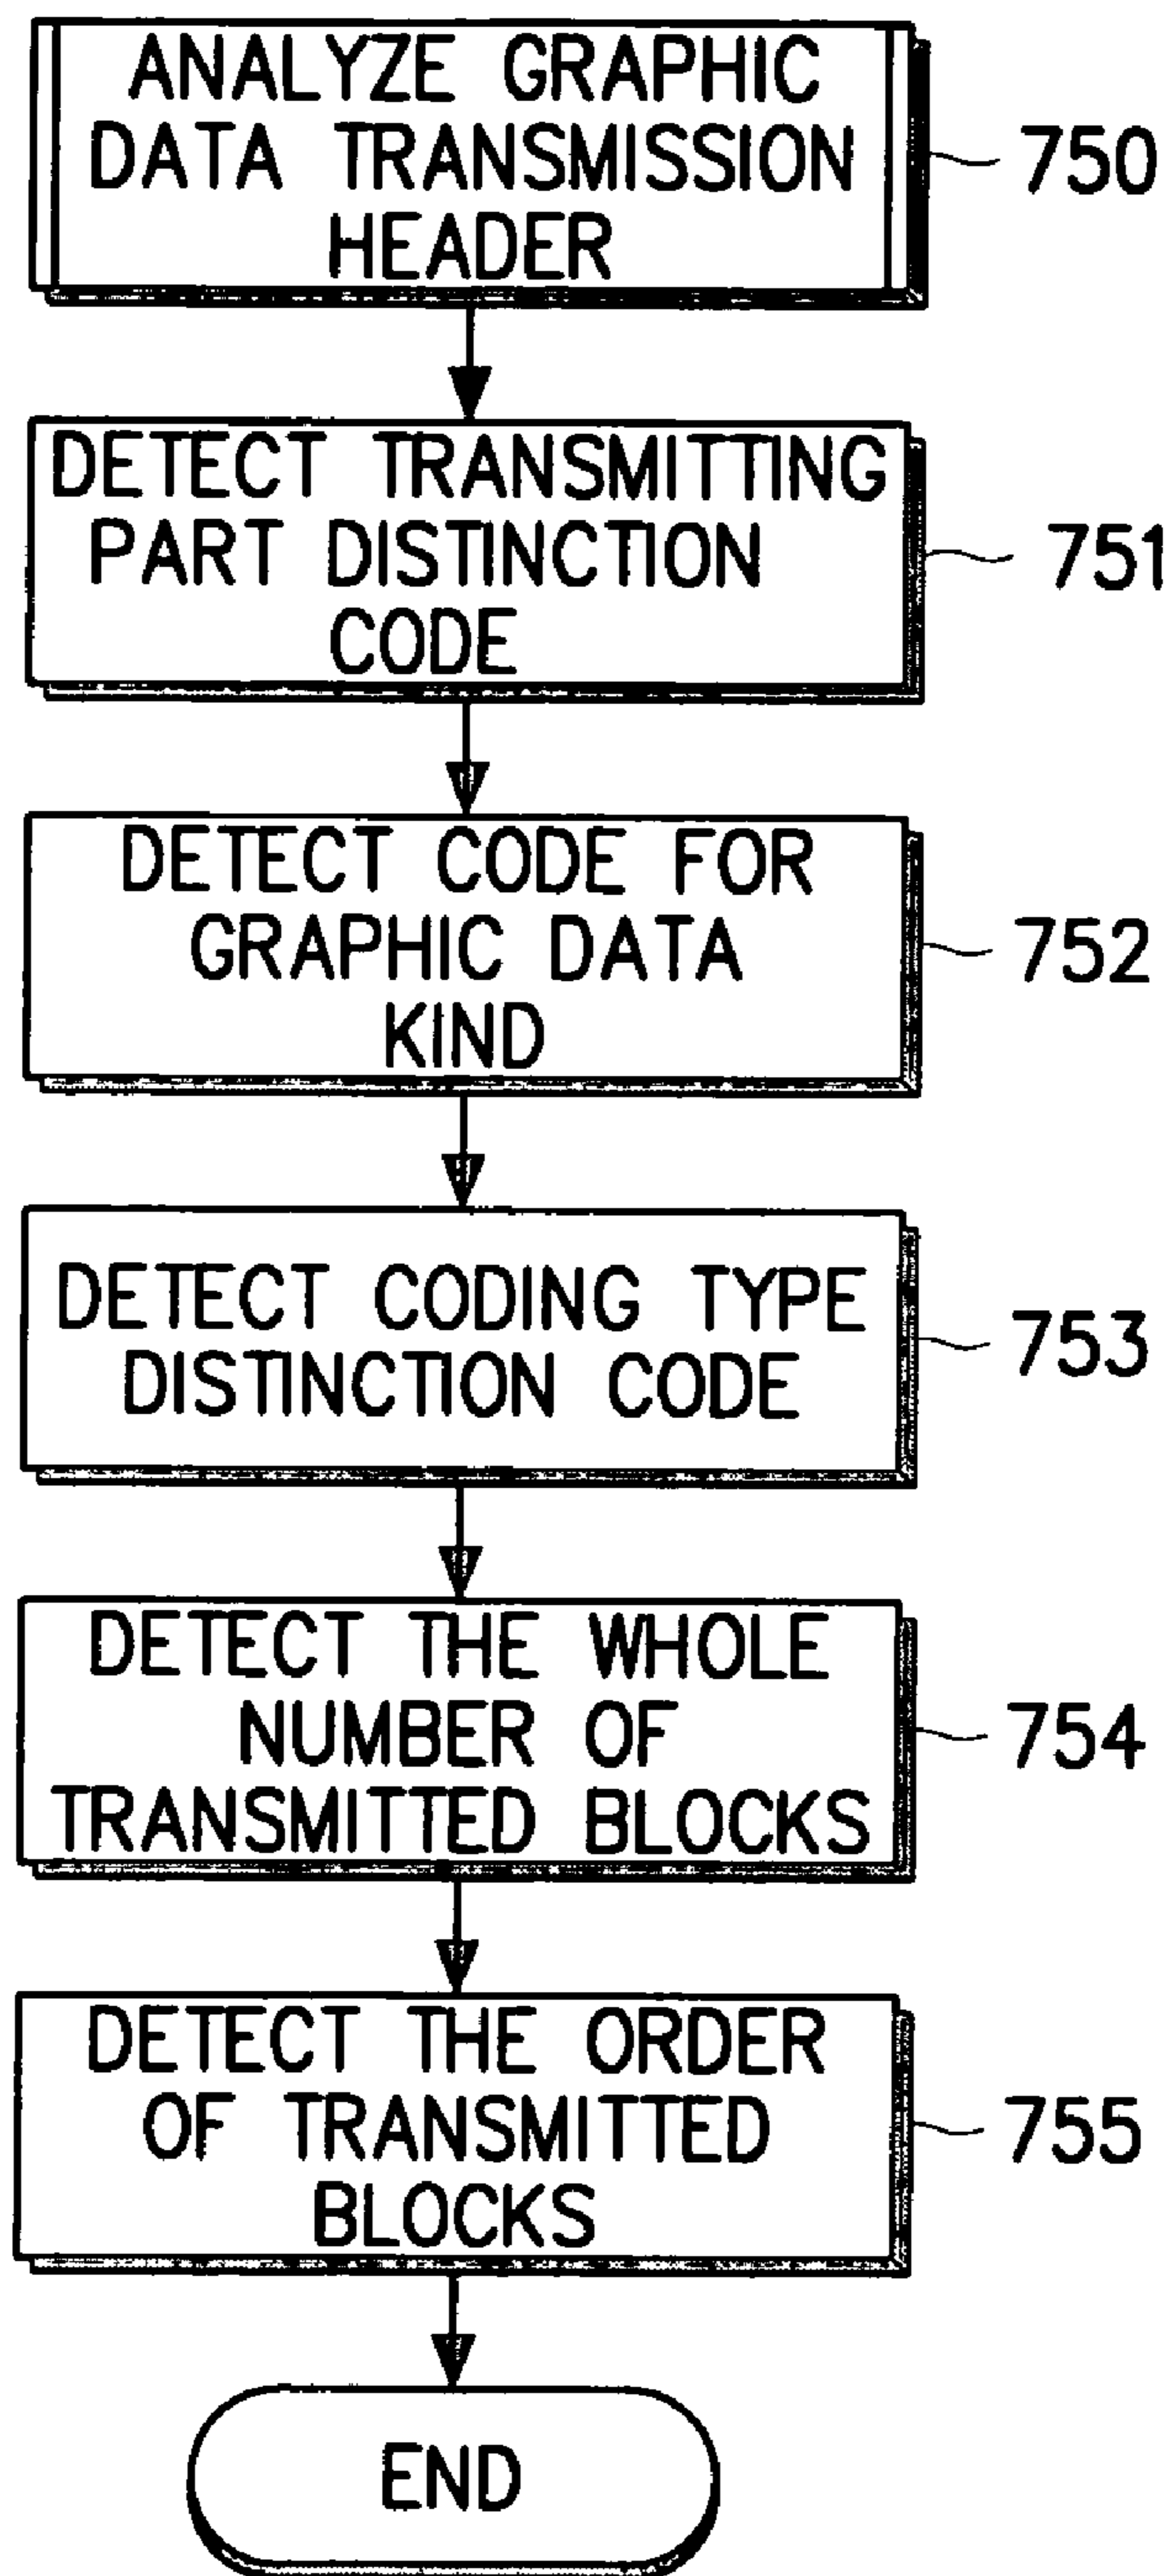 ANALYZE GRAPHIC
DATA TRANSMISSION
HEADER
750
DETECT TRANSMITTING
PART DISTINCTION
CODE
751
DETECT CODE FOR
GRAPHIC DATA
KIND
752
DETECT CODING TYPE
DISTINCTION CODE
753
DETECT THE WHOLE
NUMBER OF
TRANSMITTED BLOCKS
754
DETECT THE ORDER
OF TRANSMITTED
BLOCKS
755
END